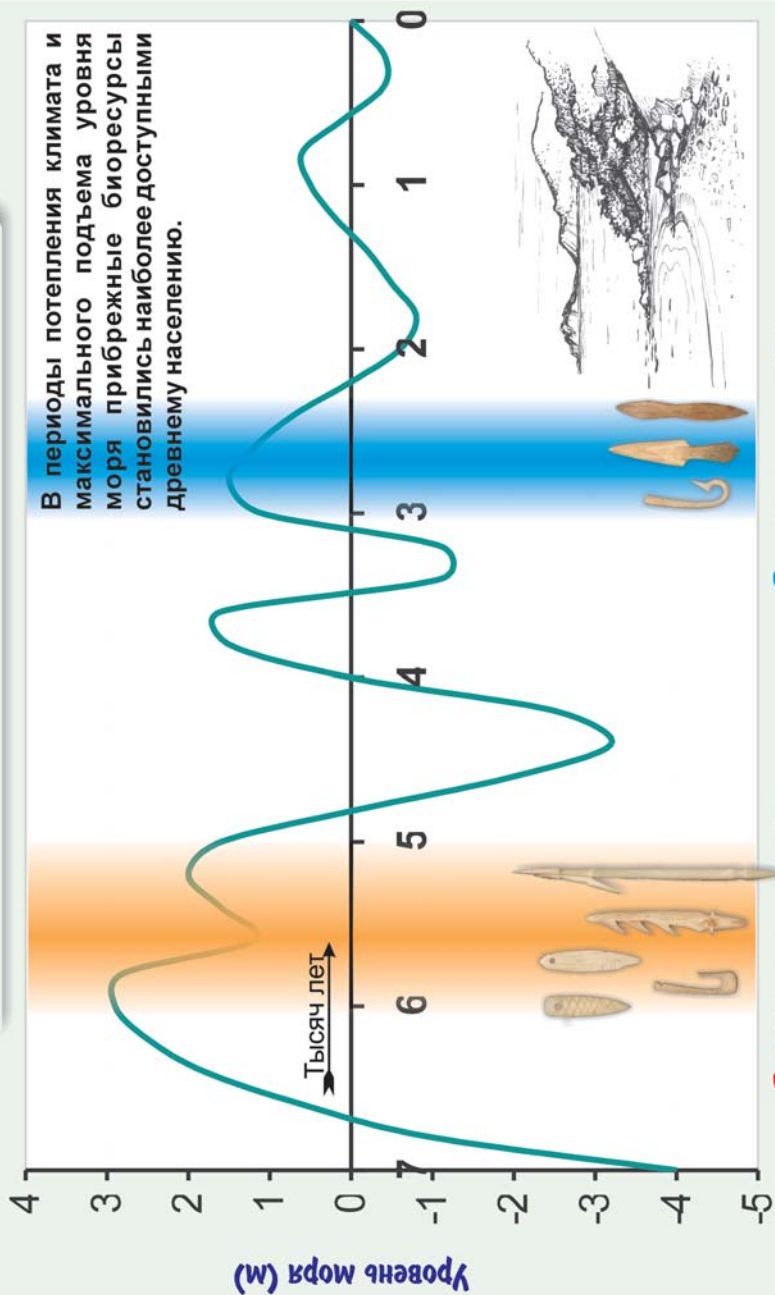 В периоды потепления климата и
максимального подъема уровня
моря прибрежные биоресурсы
становились наиболее доступными
древнему населению.
Уровень моря (м)
4
3
2
1
0
-1
-2
-3
-4
-5
Тысяч лет
7
6
5
4
3
2
1
0